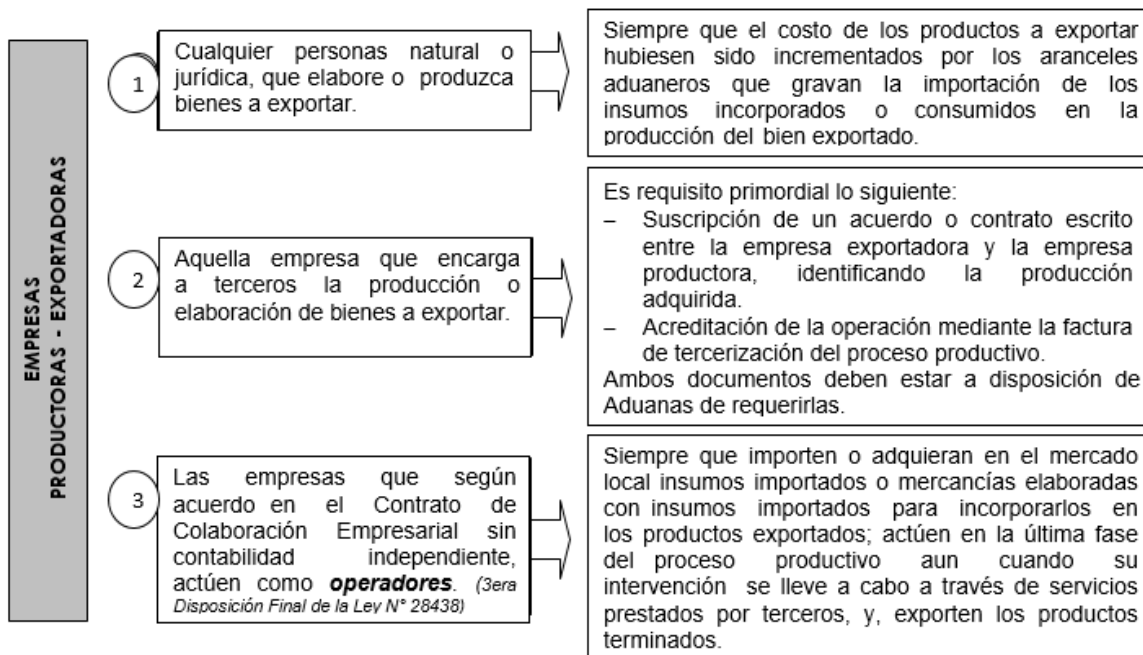 EMPRESAS
PRODUCTORAS - EXPORTADORAS
1
Cualquier personas natural o
jurídica, que elabore o produzca
bienes a exportar.
Siempre que el costo de los productos a exportar
hubiesen sido incrementados por los aranceles
aduaneros que gravan la importación de los
insumos incorporados o consumidos en la
producción del bien exportado.
2
Aquella empresa que encarga
a terceros la producción o
elaboración de bienes a exportar.
Es requisito primordial lo siguiente:
– Suscripción de un acuerdo o contrato escrito
entre la empresa exportadora y la empresa
productora, identificando la producción
adquirida.
– Acreditación de la operación mediante la factura
de tercerización del proceso productivo.
Ambos documentos deben estar a disposición de
Aduanas de requerirlas.
3
Las empresas que según
acuerdo en el Contrato de
Colaboración Empresarial sin
contabilidad independiente,
actúen como operadores. (3era
Disposición Final de la Ley N° 28438)
Siempre que importen o adquieran en el mercado
local insumos importados o mercancías elaboradas
con insumos importados para incorporarlos en
los productos exportados; actúen en la última fase
del proceso productivo aun cuando su
intervención se lleve a cabo a través de servicios
prestados por terceros, y, exporten los productos
terminados.